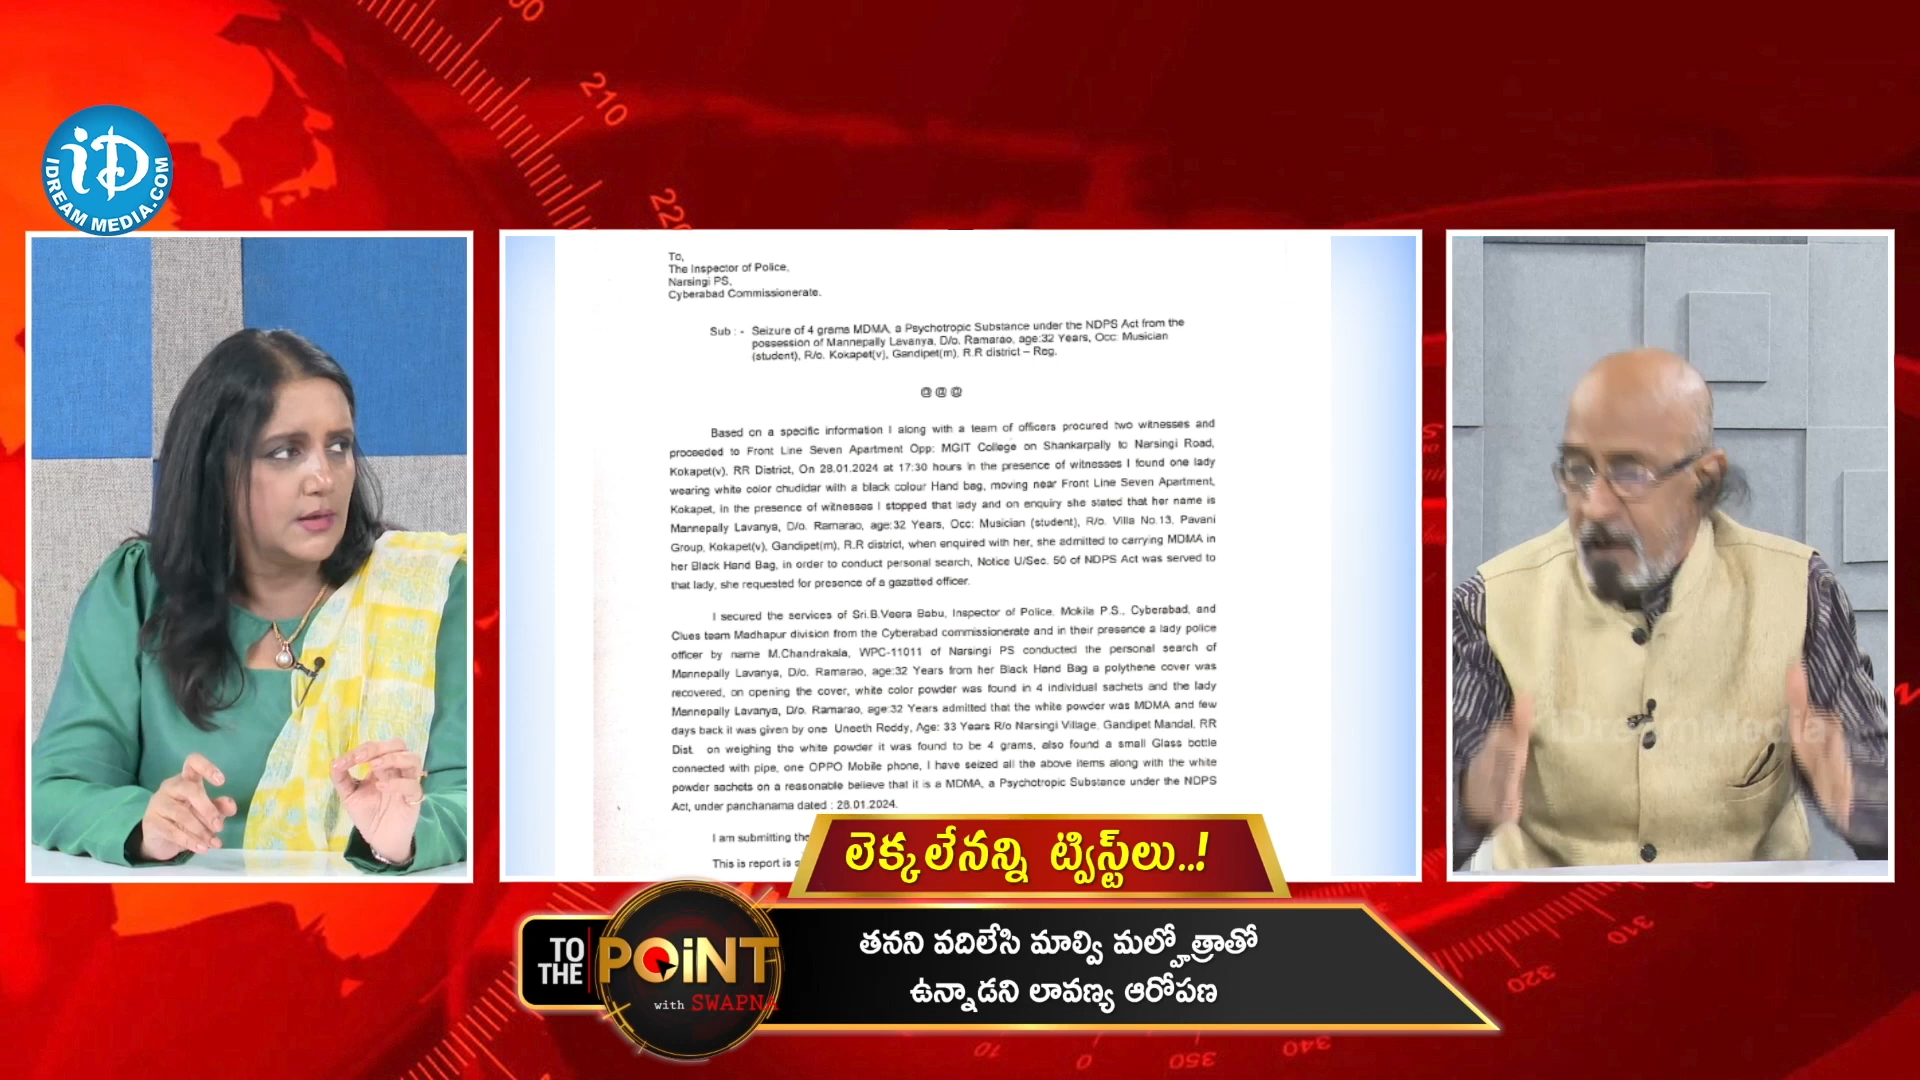 200
210
220
iD
IDREAM MEDIA.COM
To,
The Inspector of Police,
Narsingi PS,
Cyberabad Commissionerate.
Sub : - Seizure of 4 grams MDMA, a Psychotropic Substance under the NDPS Act from the
possession of Mannepally Lavanya, D/o. Ramarao, age:32 Years, Occ: Musician
(student), R/o. Kokapet(v), Gandipet(m), R.R district – Reg.
@@@
Based on a specific information I along with a team of officers procured two witnesses and
proceeded to Front Line Seven Apartment Opp: MGIT College on Shankarpally to Narsingi Road,
Kokapet(v), RR District, On 28.01.2024 at 17:30 hours in the presence of witnesses I found one lady
wearing white color chudidar with a black colour Hand bag, moving near Front Line Seven Apartment,
Kokapet, in the presence of witnesses I stopped that lady and on enquiry she stated that her name is
Mannepally Lavanya, D/o. Ramarao, age:32 Years, Occ: Musician (student), R/o. Villa No.13, Pavani
Group, Kokapet(v), Gandipet(m), R.R district, when enquired with her, she admitted to carrying MDMA in
her Black Hand Bag, in order to conduct personal search, Notice U/Sec. 50 of NDPS Act was served to
that lady, she requested for presence of a gazatted officer.
I secured the services of Sri.B.Veera Babu, Inspector of Police, Mokila P.S., Cyberabad, and
Clues team Madhapur division from the Cyberabad commissionerate and in their presence a lady police
officer by name M.Chandrakala, WPC-11011 of Narsingi PS conducted the personal search of
Mannepally Lavanya, D/o. Ramarao, age:32 Years from her Black Hand Bag a polythene cover was
recovered, on opening the cover, white color powder was found in 4 individual sachets and the lady
Mannepally Lavanya, D/o. Ramarao, age:32 Years admitted that the white powder was MDMA and few
days back it was given by one Uneeth Reddy, Age: 33 Years R/o Narsingi Village, Gandipet Mandal, RR
Dist. on weighing the white powder it was found to be 4 grams, also found a small Glass bottle
connected with pipe, one OPPO Mobile phone, I have seized all the above items along with the white
powder sachets on a reasonable believe that it is a MDMA, a Psychotropic Substance under the NDPS
Act, under panchanama dated : 28.01.2024.
I am submitting the
This is report is
iDreamMedia
లెక్కలేనన్ని ట్విస్ట్‌లు..!
TO THE POiNT
with SWAPNA
తనని వదిలేసి మాల్వి మల్హోత్రాతో
ఉన్నాడని లావణ్య ఆరోపణ
310
320
340
350
0
10